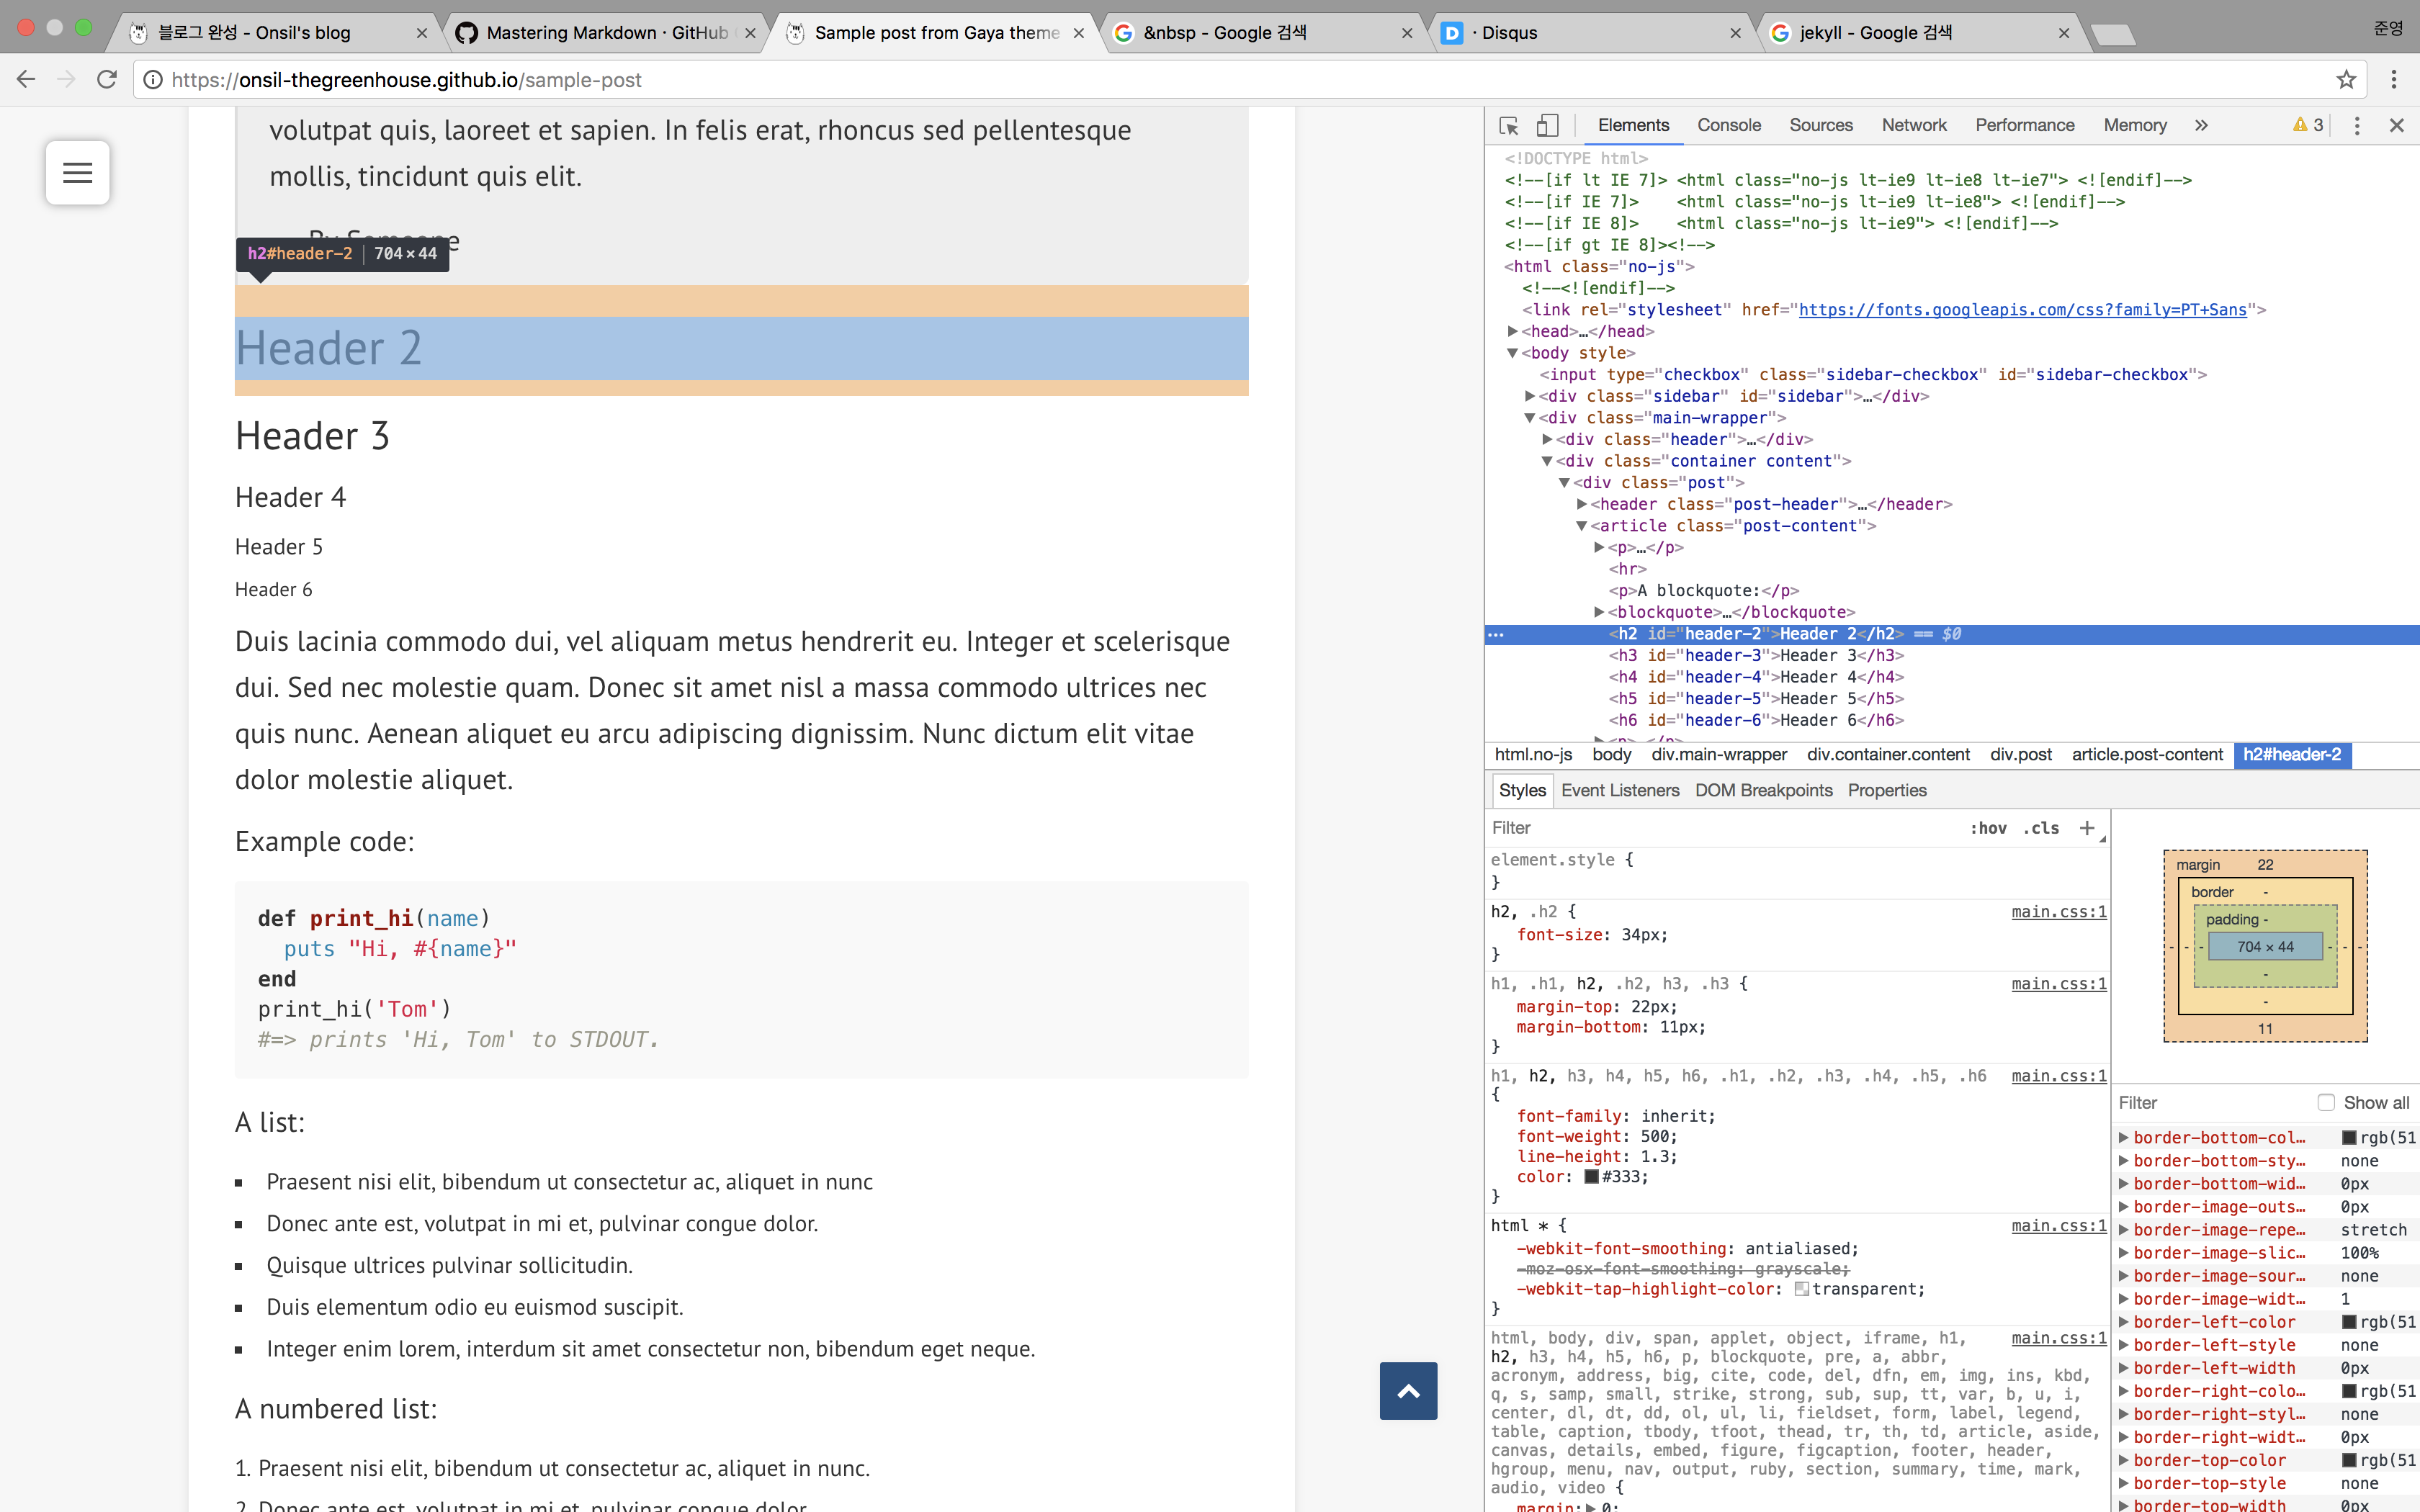 블로그 완성 - Onsil's blog
Mastering Markdown · GitHub
Sample post from Gaya theme
&nbsp - Google 검색
D · Disqus
jekyll - Google 검색
준영
https://onsil-thegreenhouse.github.io/sample-post
volutpat quis, laoreet et sapien. In felis erat, rhoncus sed pellentesque
mollis, tincidunt quis elit.
By Someone
h2#header-2 704 × 44
Header 2
Header 3
Header 4
Header 5
Header 6
Duis lacinia commodo dui, vel aliquam metus hendrerit eu. Integer et scelerisque
dui. Sed nec molestie quam. Donec sit amet nisl a massa commodo ultrices nec
quis nunc. Aenean aliquet eu arcu adipiscing dignissim. Nunc dictum elit vitae
dolor molestie aliquet.
Example code:
def print_hi(name)
  puts "Hi, #{name}"
end
print_hi('Tom')
#=> prints 'Hi, Tom' to STDOUT.
A list:
Praesent nisi elit, bibendum ut consectetur ac, aliquet in nunc
Donec ante est, volutpat in mi et, pulvinar congue dolor.
Quisque ultrices pulvinar sollicitudin.
Duis elementum odio eu euismod suscipit.
Integer enim lorem, interdum sit amet consectetur non, bibendum eget neque.
A numbered list:
1. Praesent nisi elit, bibendum ut consectetur ac, aliquet in nunc.
2. Donec ante est, volutpat in mi et, pulvinar congue dolor.
Elements Console Sources Network Performance Memory » 3
<!DOCTYPE html>
<!--[if lt IE 7]> <html class="no-js lt-ie9 lt-ie8 lt-ie7"> <![endif]-->
<!--[if IE 7]>    <html class="no-js lt-ie9 lt-ie8"> <![endif]-->
<!--[if IE 8]>    <html class="no-js lt-ie9"> <![endif]-->
<!--[if gt IE 8]><!-->
<html class="no-js">
<!--<![endif]-->
<link rel="stylesheet" href="https://fonts.googleapis.com/css?family=PT+Sans">
<head>…</head>
<body style>
<input type="checkbox" class="sidebar-checkbox" id="sidebar-checkbox">
<div class="sidebar" id="sidebar">…</div>
<div class="main-wrapper">
<div class="header">…</div>
<div class="container content">
<div class="post">
<header class="post-header">…</header>
<article class="post-content">
<p>…</p>
<hr>
<p>A blockquote:</p>
<blockquote>…</blockquote>
… <h2 id="header-2">Header 2</h2> == $0
<h3 id="header-3">Header 3</h3>
<h4 id="header-4">Header 4</h4>
<h5 id="header-5">Header 5</h5>
<h6 id="header-6">Header 6</h6>
html.no-js body div.main-wrapper div.container.content div.post article.post-content h2#header-2
Styles Event Listeners DOM Breakpoints Properties
Filter :hov .cls +
element.style {
}
h2, .h2 { main.css:1
font-size: 34px;
}
h1, .h1, h2, .h2, h3, .h3 { main.css:1
margin-top: 22px;
margin-bottom: 11px;
}
h1, h2, h3, h4, h5, h6, .h1, .h2, .h3, .h4, .h5, .h6 main.css:1
{
font-family: inherit;
font-weight: 500;
line-height: 1.3;
color: #333;
}
html * { main.css:1
-webkit-font-smoothing: antialiased;
-moz-osx-font-smoothing: grayscale;
-webkit-tap-highlight-color: transparent;
}
html, body, div, span, applet, object, iframe, h1, main.css:1
h2, h3, h4, h5, h6, p, blockquote, pre, a, abbr,
acronym, address, big, cite, code, del, dfn, em, img, ins, kbd,
q, s, samp, small, strike, strong, sub, sup, tt, var, b, u, i,
center, dl, dt, dd, ol, ul, li, fieldset, form, label, legend,
table, caption, tbody, tfoot, thead, tr, th, td, article, aside,
canvas, details, embed, figure, figcaption, footer, header,
hgroup, menu, nav, output, ruby, section, summary, time, mark,
audio, video {
margin: 0;
margin 22
border -
padding -
- - - 704 × 44 - - -
-
-
11
Filter Show all
border-bottom-col… rgb(51
border-bottom-sty… none
border-bottom-wid… 0px
border-image-outs… 0px
border-image-repe… stretch
border-image-slic… 100%
border-image-sour… none
border-image-widt… 1
border-left-color rgb(51
border-left-style none
border-left-width 0px
border-right-colo… rgb(51
border-right-styl… none
border-right-widt… 0px
border-top-color rgb(51
border-top-style none
border-top-width 0px